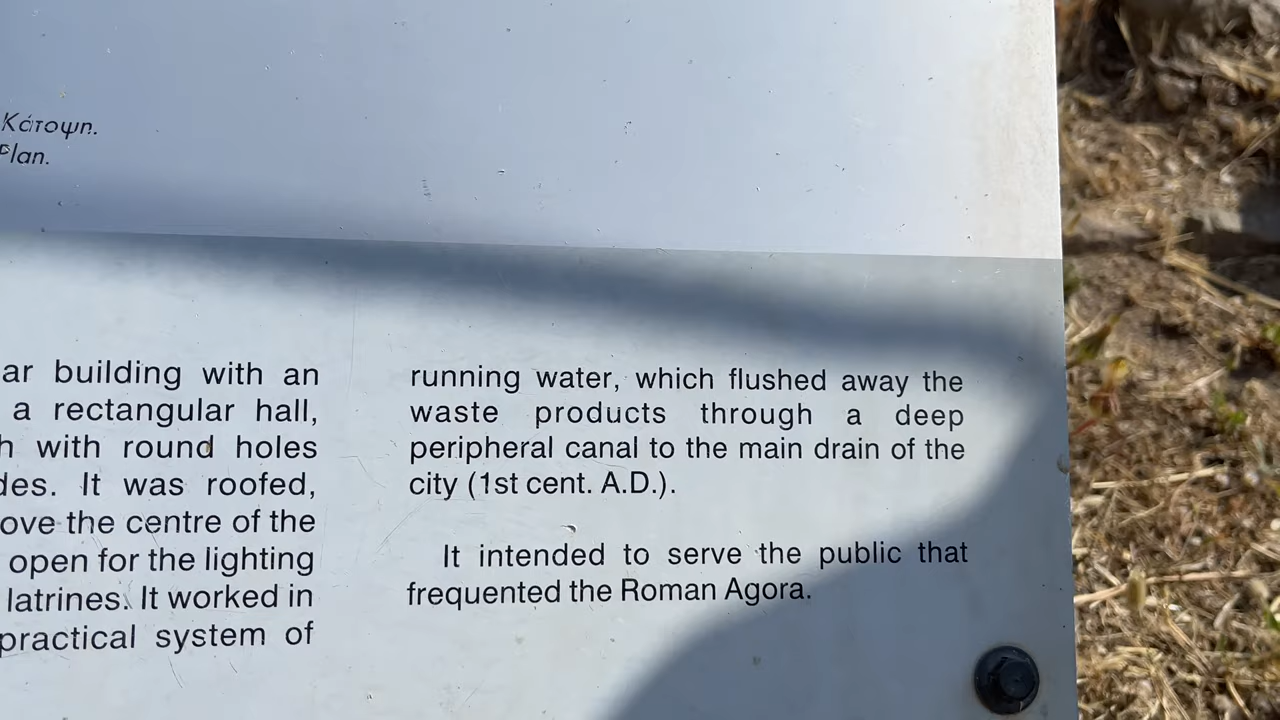 Κάτοψη.
Plan.
building with an
a rectangular hall,
with round holes
It was roofed,
the centre of the
open for the lighting
latrines. It worked in
practical system of
running water, which flushed away the
waste products through a deep
peripheral canal to the main drain of the
city (1st cent. A.D.).
It intended to serve the public that
frequented the Roman Agora.